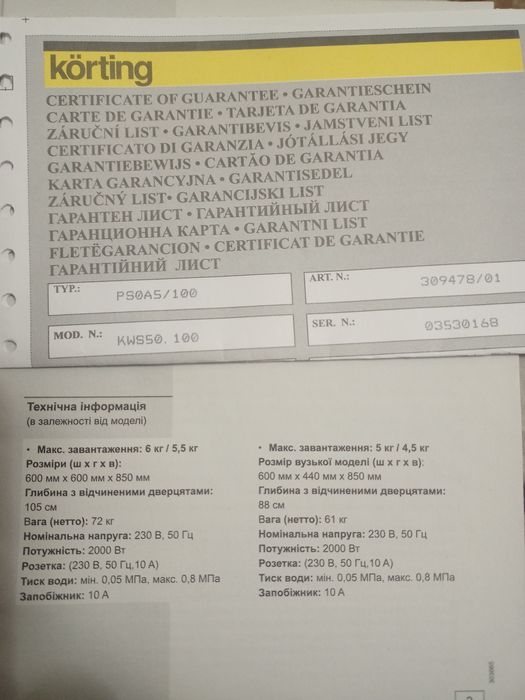 körting
CERTIFICATE OF GUARANTEE • GARANTIESCHEIN
CARTE DE GARANTIE • TARJETA DE GARANTIA
ZÁRUČNÍ LIST • GARANTIBEVIS • JAMSTVENI LIST
CERTIFICATO DI GARANZIA • JÓTÁLLÁSI JEGY
GARANTIEBEWIJS • CARTÃO DE GARANTIA
KARTA GARANCYJNA • GARANTISEDEL
ZÁRUČNÝ LIST • GARANCIJSKI LIST
ГАРАНТЕН ЛИСТ • ГАРАНТИЙНЫЙ ЛИСТ
ГАРАНЦИОННА КАРТА • GARANTNI LIST
FLETËGARANCION • CERTIFICAT DE GARANTIE
ГАРАНТІЙНИЙ ЛИСТ
TYP.: PS0A5/100
ART. N.: 309478/01
MOD. N.: KWS50.100
SER. N.: 03530168
Технічна інформація
(в залежності від моделі)
• Макс. завантаження: 6 кг / 5,5 кг
Розміри (ш х г х в):
600 мм х 600 мм х 850 мм
Глибина з відчиненими дверцятами:
105 см
Вага (нетто): 72 кг
Номінальна напруга: 230 В, 50 Гц
Потужність: 2000 Вт
Розетка: (230 В, 50 Гц,10 А)
Тиск води: мін. 0,05 МПа, макс. 0,8 МПа
Запобіжник: 10 А
• Макс. завантаження: 5 кг / 4,5 кг
Розмір вузької моделі (ш х г х в):
600 мм х 440 мм х 850 мм
Глибина з відчиненими дверцятами:
88 см
Вага (нетто): 61 кг
Номінальна напруга: 230 В, 50 Гц
Потужність: 2000 Вт
Розетка: (230 В, 50 Гц,10 А)
Тиск води: мін. 0,05 МПа, макс. 0,8 МПа
Запобіжник: 10 А